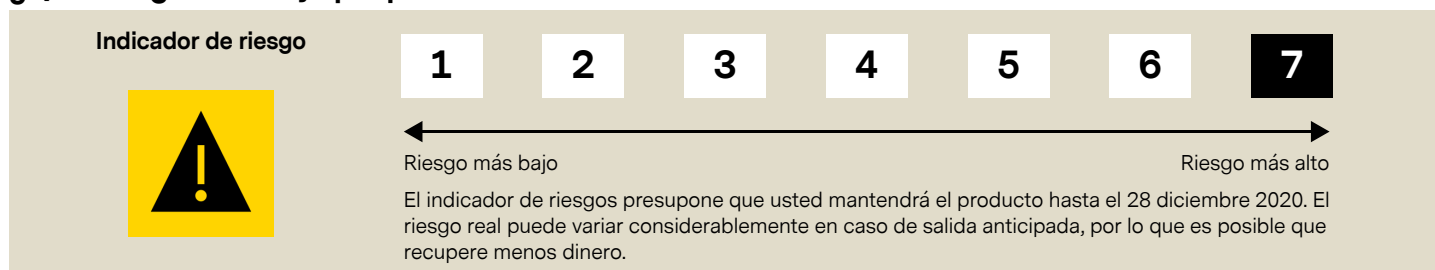 Indicador de riesgo
1 2 3 4 5 6 7
Riesgo más bajo Riesgo más alto
El indicador de riesgos presupone que usted mantendrá el producto hasta el 28 diciembre 2020. El
riesgo real puede variar considerablemente en caso de salida anticipada, por lo que es posible que
recupere menos dinero.